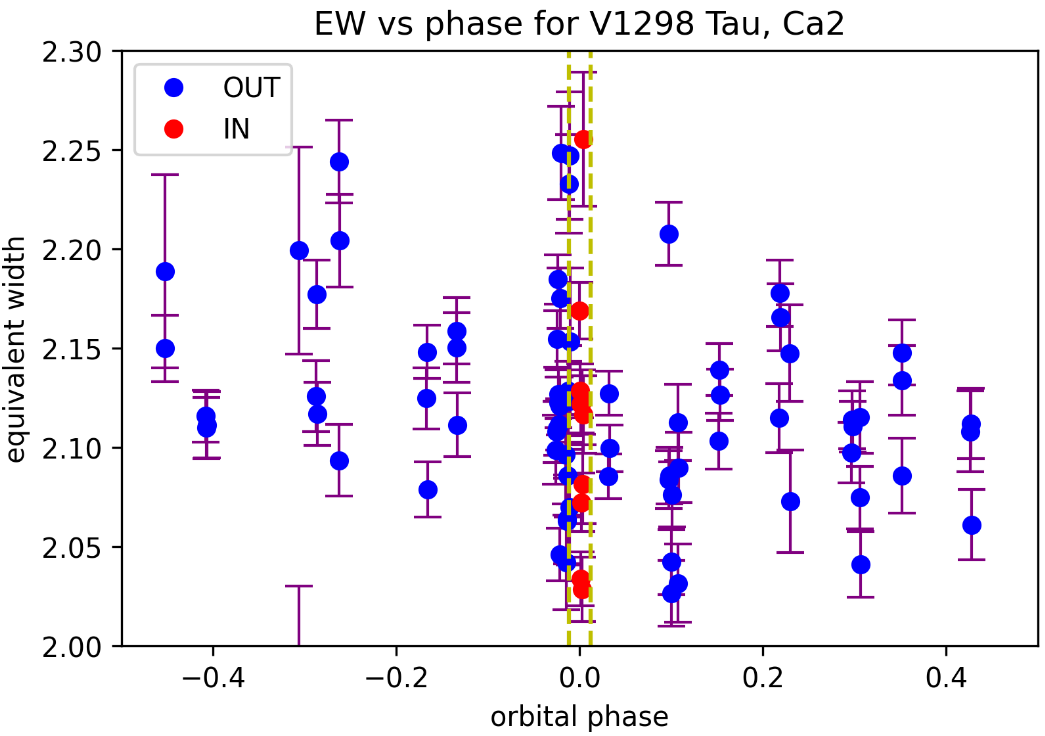 EW vs phase for V1298 Tau, Ca2
OUT
IN
equivalent width
2.30
2.25
2.20
2.15
2.10
2.05
2.00
−0.4 −0.2 0.0 0.2 0.4
orbital phase